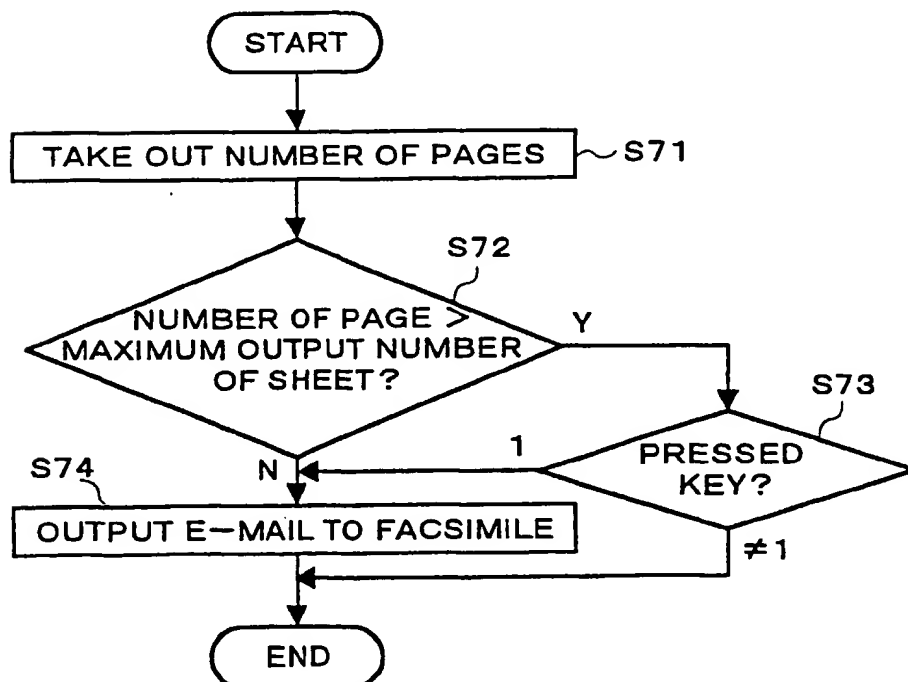 START
TAKE OUT NUMBER OF PAGES
S71
S72
NUMBER OF PAGE >
MAXIMUM OUTPUT NUMBER
OF SHEET?
Y
S73
PRESSED
KEY?
1
N
S74
OUTPUT E-MAIL TO FACSIMILE
≠1
END